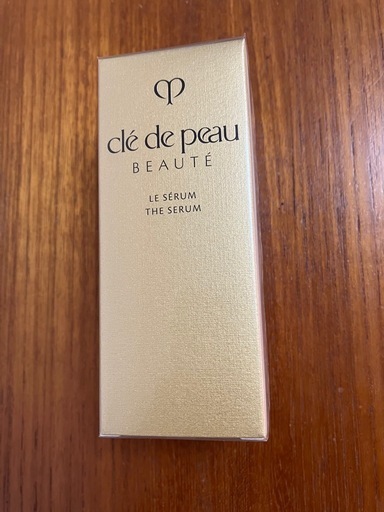 clé de peau
BEAUTÉ
LE SÉRUM
THE SERUM